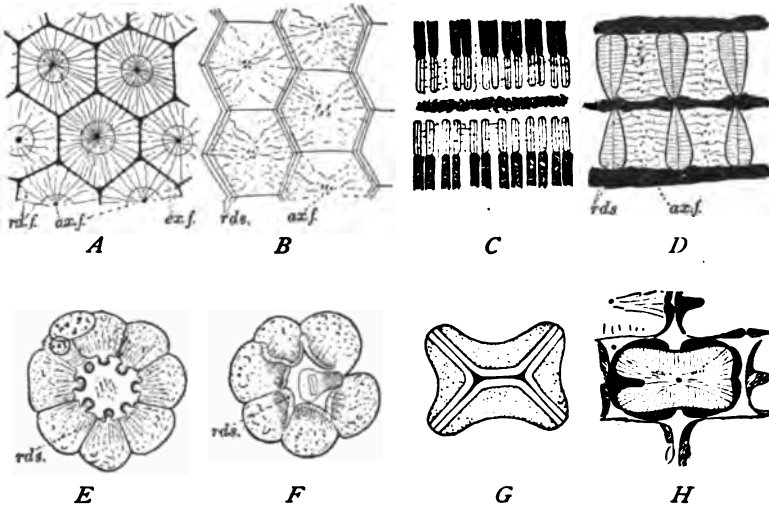 rd.f. ax.f. ex.f. rds. ax.f. rds ax.f.
A B C D
rds. rds.
E F G H